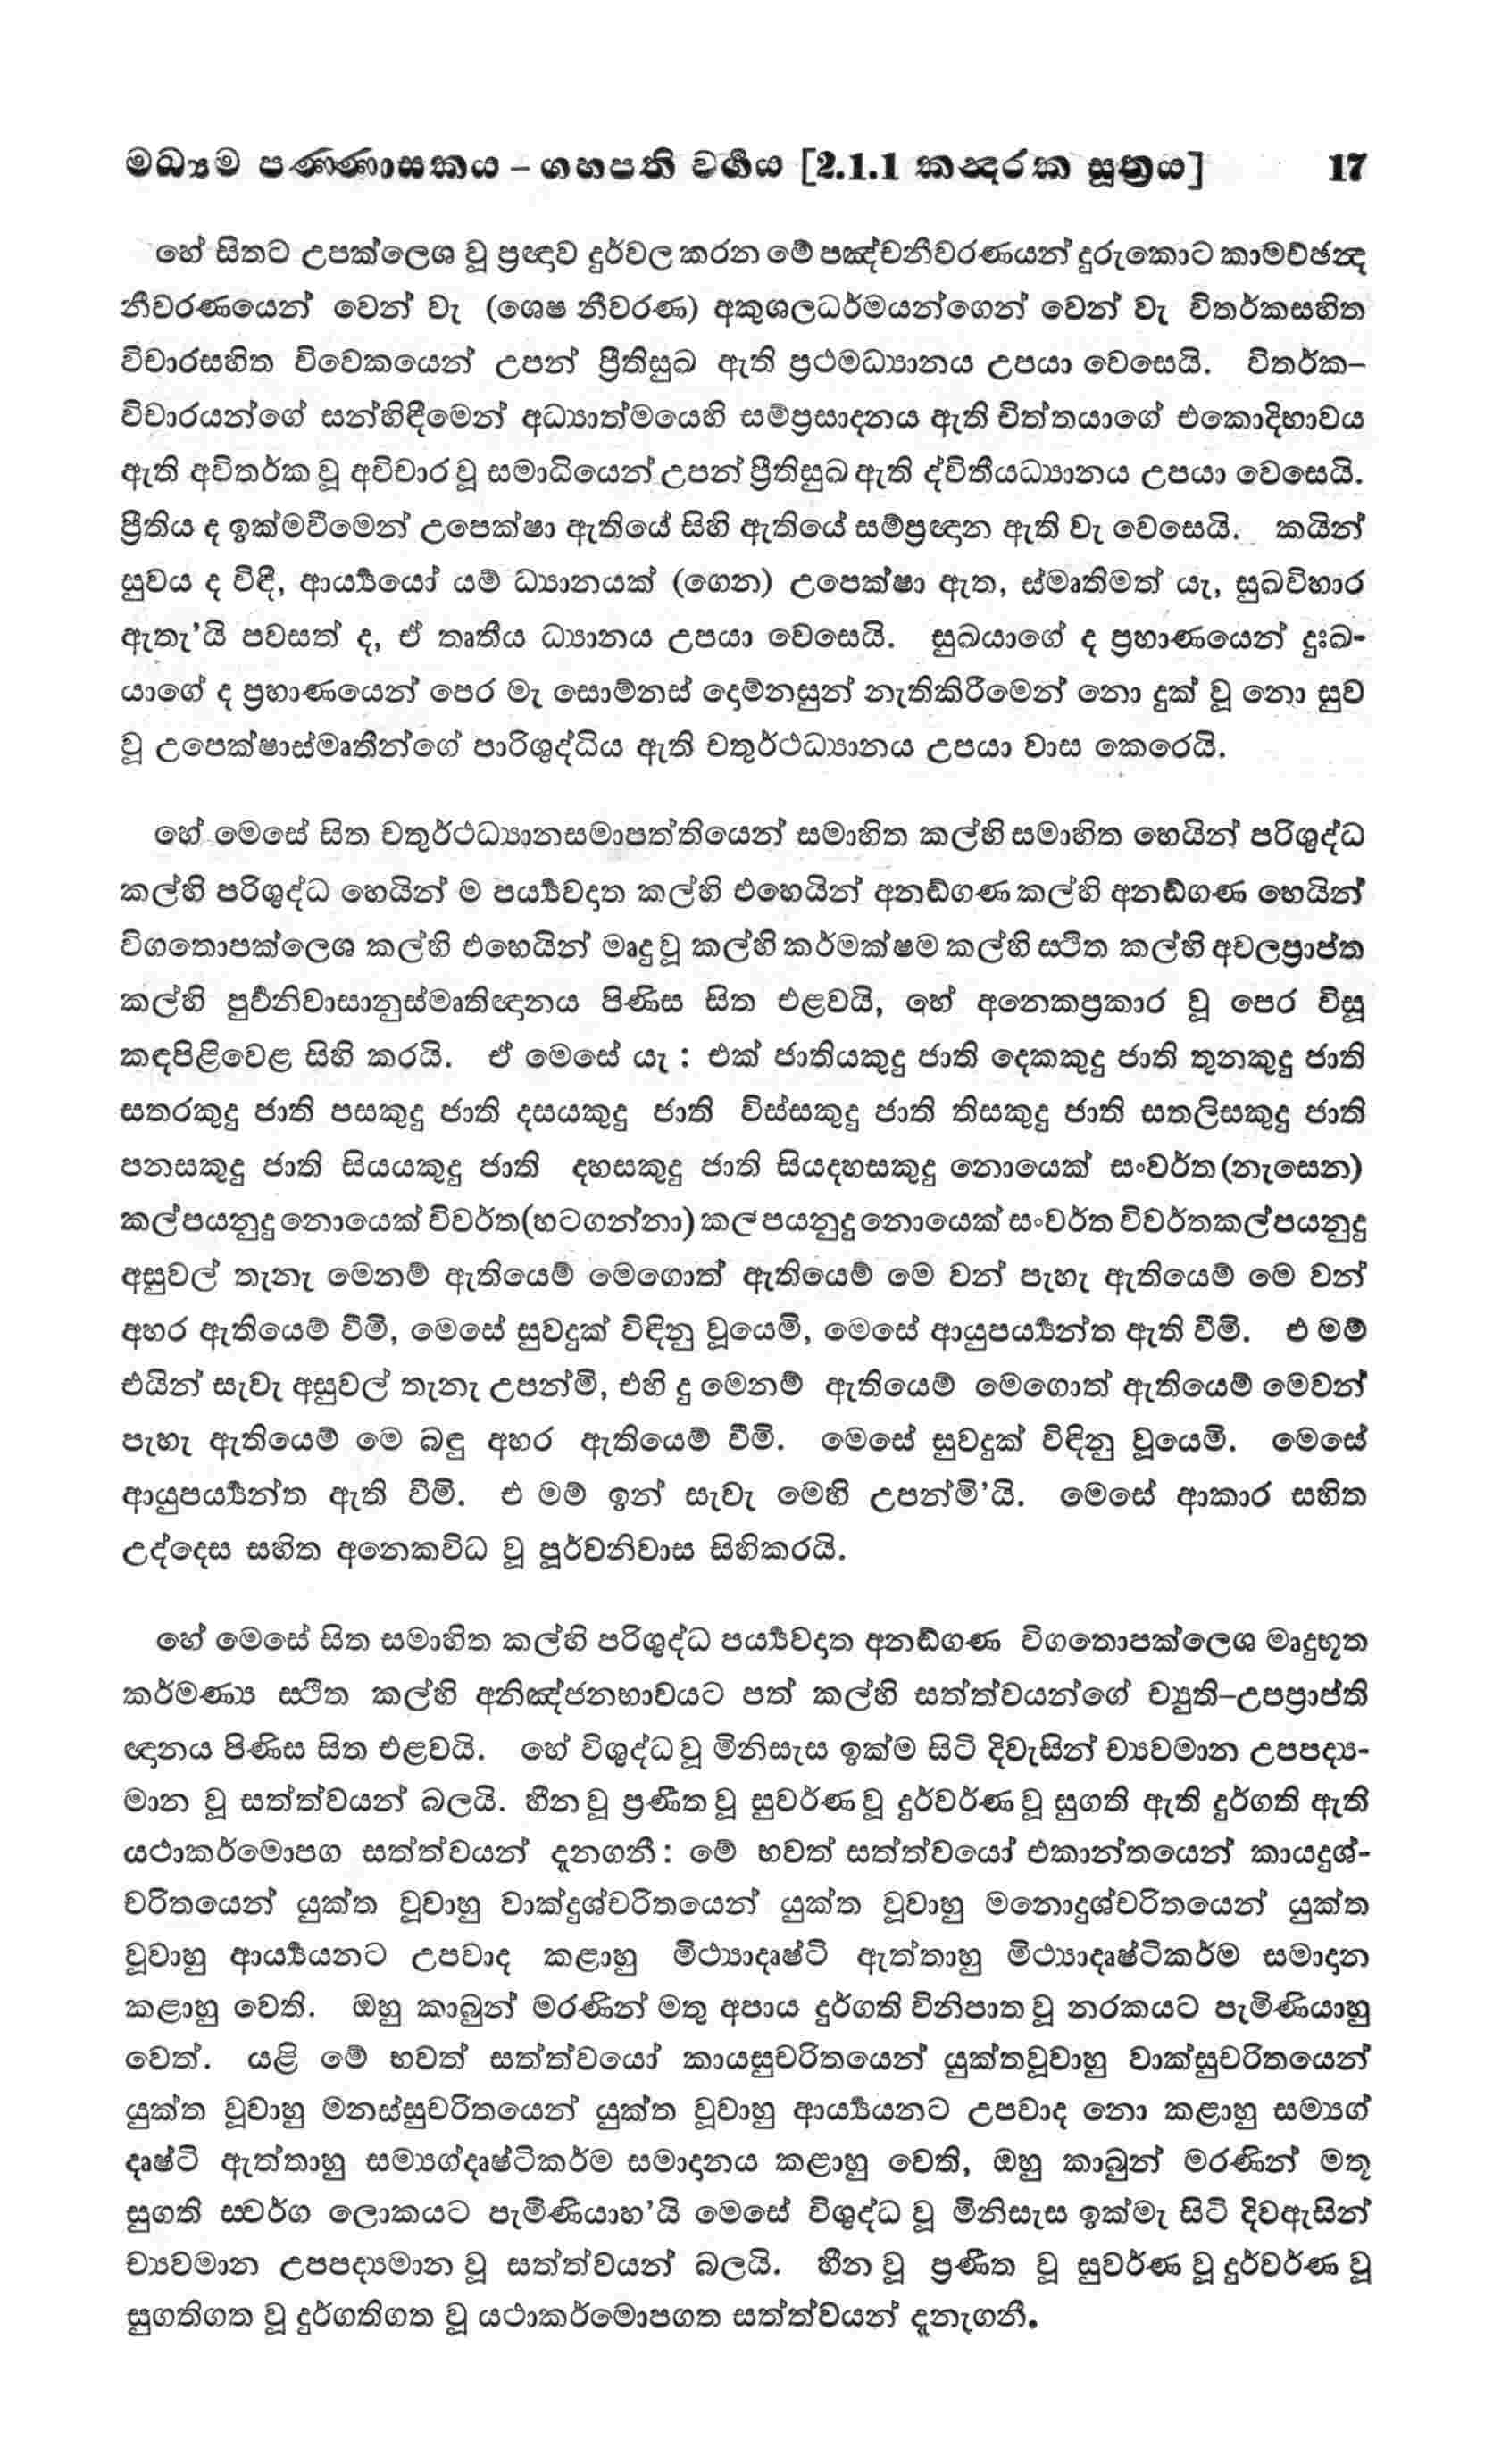 මධ්‍යම පණ්ණාසකය – ගහපති වර්‍ගය [2.1.1 කන්‍දරක සූත්‍රය] 17
හේ සිතට උපක්ලෙශ වූ ප්‍රඥාව දුර්වල කරන මේ පඤ්චනීවරණයන් දුරුකොට කාමච්ඡන්‍ද
නීවරණයෙන් වෙන් වැ (ශෙෂ නීවරණ) අකුශලධර්මයන්ගෙන් වෙන් වැ විතර්කසහිත
විචාරසහිත විවෙකයෙන් උපන් ප්‍රීතිසුඛ ඇති ප්‍රථමධ්‍යානය උපයා වෙසෙයි. විතර්ක–
විචාරයන්ගේ සන්හිඳීමෙන් අධ්‍යාත්මයෙහි සම්ප්‍රසාදනය ඇති චිත්තයාගේ එකොදිභාවය
ඇති අවිතර්ක වූ අවිචාර වූ සමාධියෙන් උපන් ප්‍රීතිසුඛ ඇති ද්විතීයධ්‍යානය උපයා වෙසෙයි.
ප්‍රීතිය ද ඉක්මවීමෙන් උපෙක්ෂා ඇතියේ සිහි ඇතියේ සම්ප්‍රඥාන ඇති වැ වෙසෙයි. කයින්
සුවය ද විඳී, ආර්‍ය්‍යයෝ යම් ධ්‍යානයක් (ගෙන) උපෙක්ෂා ඇත, ස්මෘතිමත් යැ, සුඛවිහාර
ඇතැ’යි පවසත් ද, ඒ තෘතීය ධ්‍යානය උපයා වෙසෙයි. සුඛයාගේ ද ප්‍රහාණයෙන් දුඃඛ-
යාගේ ද ප්‍රහාණයෙන් පෙර මැ සොම්නස් දොම්නසුන් නැතිකිරීමෙන් නො දුක් වූ නො සුව
වූ උපෙක්ෂාස්මෘතීන්ගේ පාරිශුද්ධිය ඇති චතුර්ථධ්‍යානය උපයා වාස කෙරෙයි.
හේ මෙසේ සිත චතුර්ථධ්‍යානසමාපත්තියෙන් සමාහිත කල්හි සමාහිත හෙයින් පරිශුද්ධ
කල්හි පරිශුද්ධ හෙයින් ම පර්‍ය්‍යවදාත කල්හි එහෙයින් අනඞ්ගණ කල්හි අනඞ්ගණ හෙයින්
විගතොපක්ලෙශ කල්හි එහෙයින් මෘදු වූ කල්හි කර්මක්ෂම කල්හි ස්‍ථිත කල්හි අචලප්‍රාප්ත
කල්හි පුර්‍වනිවාසානුස්මෘතිඥානය පිණිස සිත එළවයි, හේ අනෙකප්‍රකාර වූ පෙර විසූ
කඳපිළිවෙළ සිහි කරයි. ඒ මෙසේ යැ : එක් ජාතියකුදු ජාති දෙකකුදු ජාති තුනකුදු ජාති
සතරකුදු ජාති පසකුදු ජාති දසයකුදු ජාති විස්සකුදු ජාති තිසකුදු ජාති සතලිසකුදු ජාති
පනසකුදු ජාති සියයකුදු ජාති දහසකුදු ජාති සියදහසකුදු නොයෙක් සංවර්ත (නැසෙන)
කල්පයනුදු නොයෙක් විවර්ත(හටගන්නා) කල්පයනුදු නොයෙක් සංවර්ත විවර්තකල්පයනුදු
අසුවල් තැනැ මෙනම් ඇතියෙම් මෙගොත් ඇතියෙම් මෙ වන් පැහැ ඇතියෙම් මෙ වන්
අහර ඇතියෙම් වීමි, මෙසේ සුවදුක් විඳිනු වූයෙමි, මෙසේ ආයුපර්‍ය්‍යන්ත ඇති වීමි. එ මම්
එයින් සැවැ අසුවල් තැනැ උපන්මි, එහි දු මෙනම් ඇතියෙම් මෙගොත් ඇතියෙම් මෙවන්
පැහැ ඇතියෙම් මෙ බඳු අහර ඇතියෙම් වීමි. මෙසේ සුවදුක් විඳිනු වූයෙමි. මෙසේ
ආයුපර්‍ය්‍යන්ත ඇති වීමි. එ මම් ඉන් සැවැ මෙහි උපන්මි’යි. මෙසේ ආකාර සහිත
උද්දෙස සහිත අනෙකවිධ වූ පූර්වනිවාස සිහිකරයි.
හේ මෙසේ සිත සමාහිත කල්හි පරිශුද්ධ පර්‍ය්‍යවදාත අනඞ්ගණ විගතොපක්ලෙශ මෘදුභූත
කර්මණ්‍ය ස්‍ථිත කල්හි අනිඤ්ජනභාවයට පත් කල්හි සත්ත්වයන්ගේ ච්‍යුති–උපප්‍රාප්ති
ඥානය පිණිස සිත එළවයි. හේ විශුද්ධ වූ මිනිසැස ඉක්ම සිටි දිවැසින් ච්‍යවමාන උපපද්‍ය-
මාන වූ සත්ත්වයන් බලයි. හීන වූ ප්‍රණීත වූ සුවර්ණ වූ දුර්වර්ණ වූ සුගති ඇති දුර්ගති ඇති
යථාකර්මොපග සත්ත්වයන් දැනගනී : මේ භවත් සත්ත්වයෝ එකාන්තයෙන් කායදුශ්-
චරිතයෙන් යුක්ත වූවාහු වාක්දුශ්චරිතයෙන් යුක්ත වූවාහු මනොදුශ්චරිතයෙන් යුක්ත
වූවාහු ආර්‍ය්‍යයනට උපවාද කළාහු මිථ්‍යාදෘෂ්ටි ඇත්තාහු මිථ්‍යාදෘෂ්ටිකර්ම සමාදාන
කළාහු වෙති. ඔහු කාබුන් මරණින් මතු අපාය දුර්ගති විනිපාත වූ නරකයට පැමිණියාහු
වෙත්. යළි මේ භවත් සත්ත්වයෝ කායසුචරිතයෙන් යුක්තවූවාහු වාක්සුචරිතයෙන්
යුක්ත වූවාහු මනස්සුචරිතයෙන් යුක්ත වූවාහු ආර්‍ය්‍යයනට උපවාද නො කළාහු සම්‍යග්
දෘෂ්ටි ඇත්තාහු සම්‍යග්දෘෂ්ටිකර්ම සමාදානය කළාහු වෙති, ඔහු කාබුන් මරණින් මතු
සුගති ස්‍වර්ග ලොකයට පැමිණියාහ’යි මෙසේ විශුද්ධ වූ මිනිසැස ඉක්මැ සිටි දිවඇසින්
ච්‍යවමාන උපපද්‍යමාන වූ සත්ත්වයන් බලයි. හීන වූ ප්‍රණීත වූ සුවර්ණ වූ දුර්වර්ණ වූ
සුගතිගත වූ දුර්ගතිගත වූ යථාකර්මොපගත සත්ත්වයන් දැනැගනී.